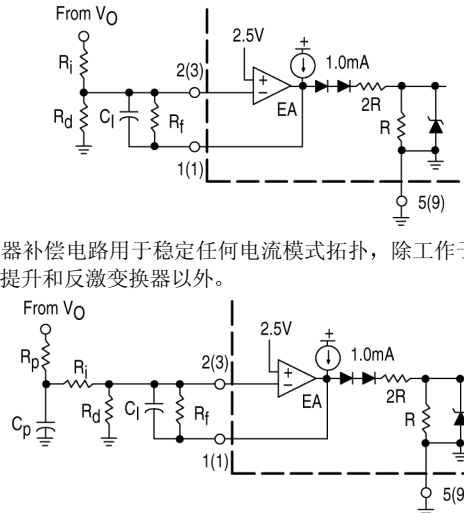 From VO
2.5V
+
1.0mA
Ri
2(3)
+
−
EA
2R
Rd
CI
Rf
R
1(1)
5(9)
器补偿电路用于稳定任何电流模式拓扑，除工作于
提升和反激变换器以外。
From VO
2.5V
+
1.0mA
Rp
Ri
2(3)
+
−
EA
2R
Rd
CI
Rf
R
Cp
1(1)
5(9